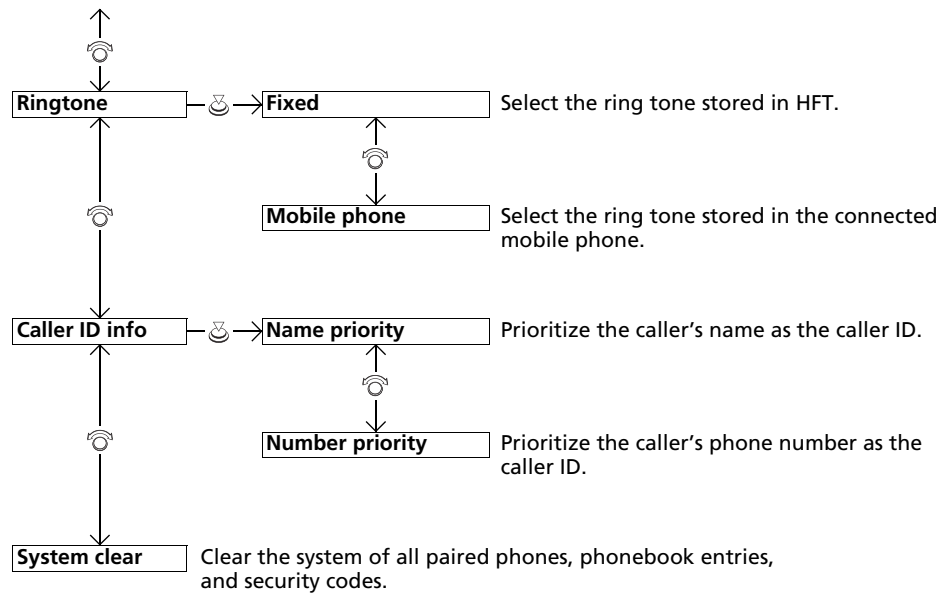 Ringtone
Fixed
Select the ring tone stored in HFT.
Mobile phone
Select the ring tone stored in the connected
mobile phone.
Caller ID info
Name priority
Prioritize the caller’s name as the caller ID.
Number priority
Prioritize the caller’s phone number as the
caller ID.
System clear
Clear the system of all paired phones, phonebook entries,
and security codes.